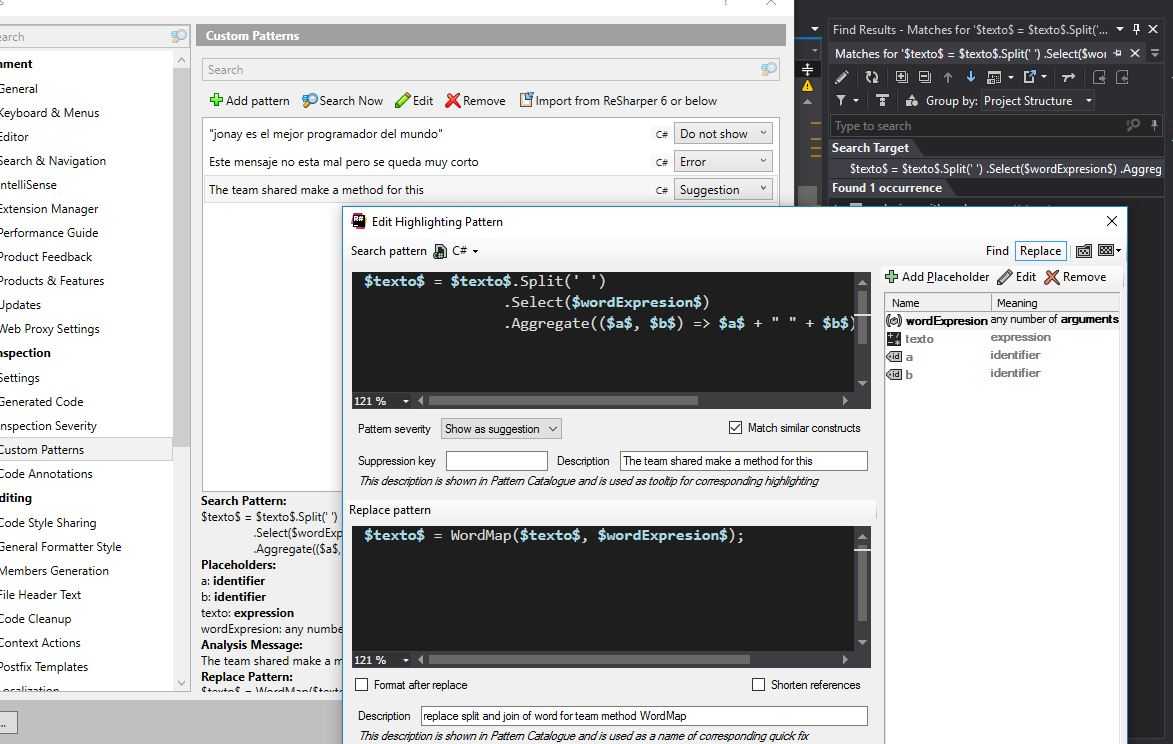 earch
nment
General
Keyboard & Menus
Editor
Search & Navigation
ntelliSense
Extension Manager
Performance Guide
Product Feedback
Products & Features
Updates
Web Proxy Settings
nspection
Settings
Generated Code
nspection Severity
Custom Patterns
Code Annotations
diting
Code Style Sharing
General Formatter Style
Members Generation
File Header Text
Code Cleanup
Context Actions
Postfix Templates
Localization
...
Custom Patterns
Search
Add pattern Search Now Edit Remove Import from ReSharper 6 or below
"jonay es el mejor programador del mundo" C# Do not show
Este mensaje no esta mal pero se queda muy corto C# Error
The team shared make a method for this C# Suggestion
Search Pattern:
$texto$ = $texto$.Split(' ')
.Select($wordExp
.Aggregate(($a$,
Placeholders:
a: identifier
b: identifier
texto: expression
wordExpresion: any numbe
Analysis Message:
The team shared make a m
Replace Pattern:
$texto$ = WordMap($text
R# Edit Highlighting Pattern
Search pattern C# Find Replace
$texto$ = $texto$.Split(' ')
.Select($wordExpresion$)
.Aggregate(($a$, $b$) => $a$ + " " + $b$)
121 %
Pattern severity Show as suggestion Match similar constructs
Suppression key Description The team shared make a method for this
This description is shown in Pattern Catalogue and is used as tooltip for corresponding highlighting
Replace pattern
$texto$ = WordMap($texto$, $wordExpresion$);
121 %
Format after replace Shorten references
Description replace split and join of word for team method WordMap
This description is shown in Pattern Catalogue and is used as a name of corresponding quick fix
Add Placeholder Edit Remove
Name Meaning
wordExpresion any number of arguments
texto expression
id a identifier
id b identifier
Find Results - Matches for '$texto$ = $texto$.Split('...
Matches for '$texto$ = $texto$.Split(' ') .Select($wor
Group by: Project Structure
Type to search
Search Target
$texto$ = $texto$.Split(' ') .Select($wordExpresion$) .Aggreg
Found 1 occurrence